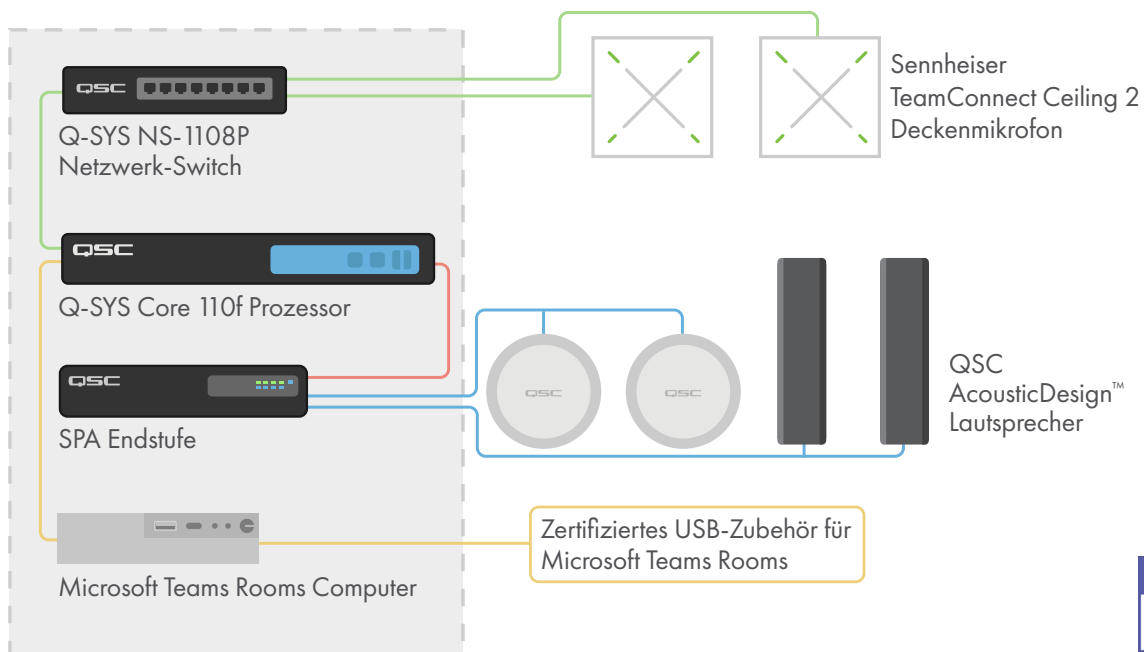 QSC
Q-SYS NS-1108P
Netzwerk-Switch
Sennheiser
TeamConnect Ceiling 2
Deckenmikrofon
QSC
Q-SYS Core 110f Prozessor
QSC
SPA Endstufe
QSC
QSC
QSC
AcousticDesign™
Lautsprecher
Zertifiziertes USB-Zubehör für
Microsoft Teams Rooms
Microsoft Teams Rooms Computer